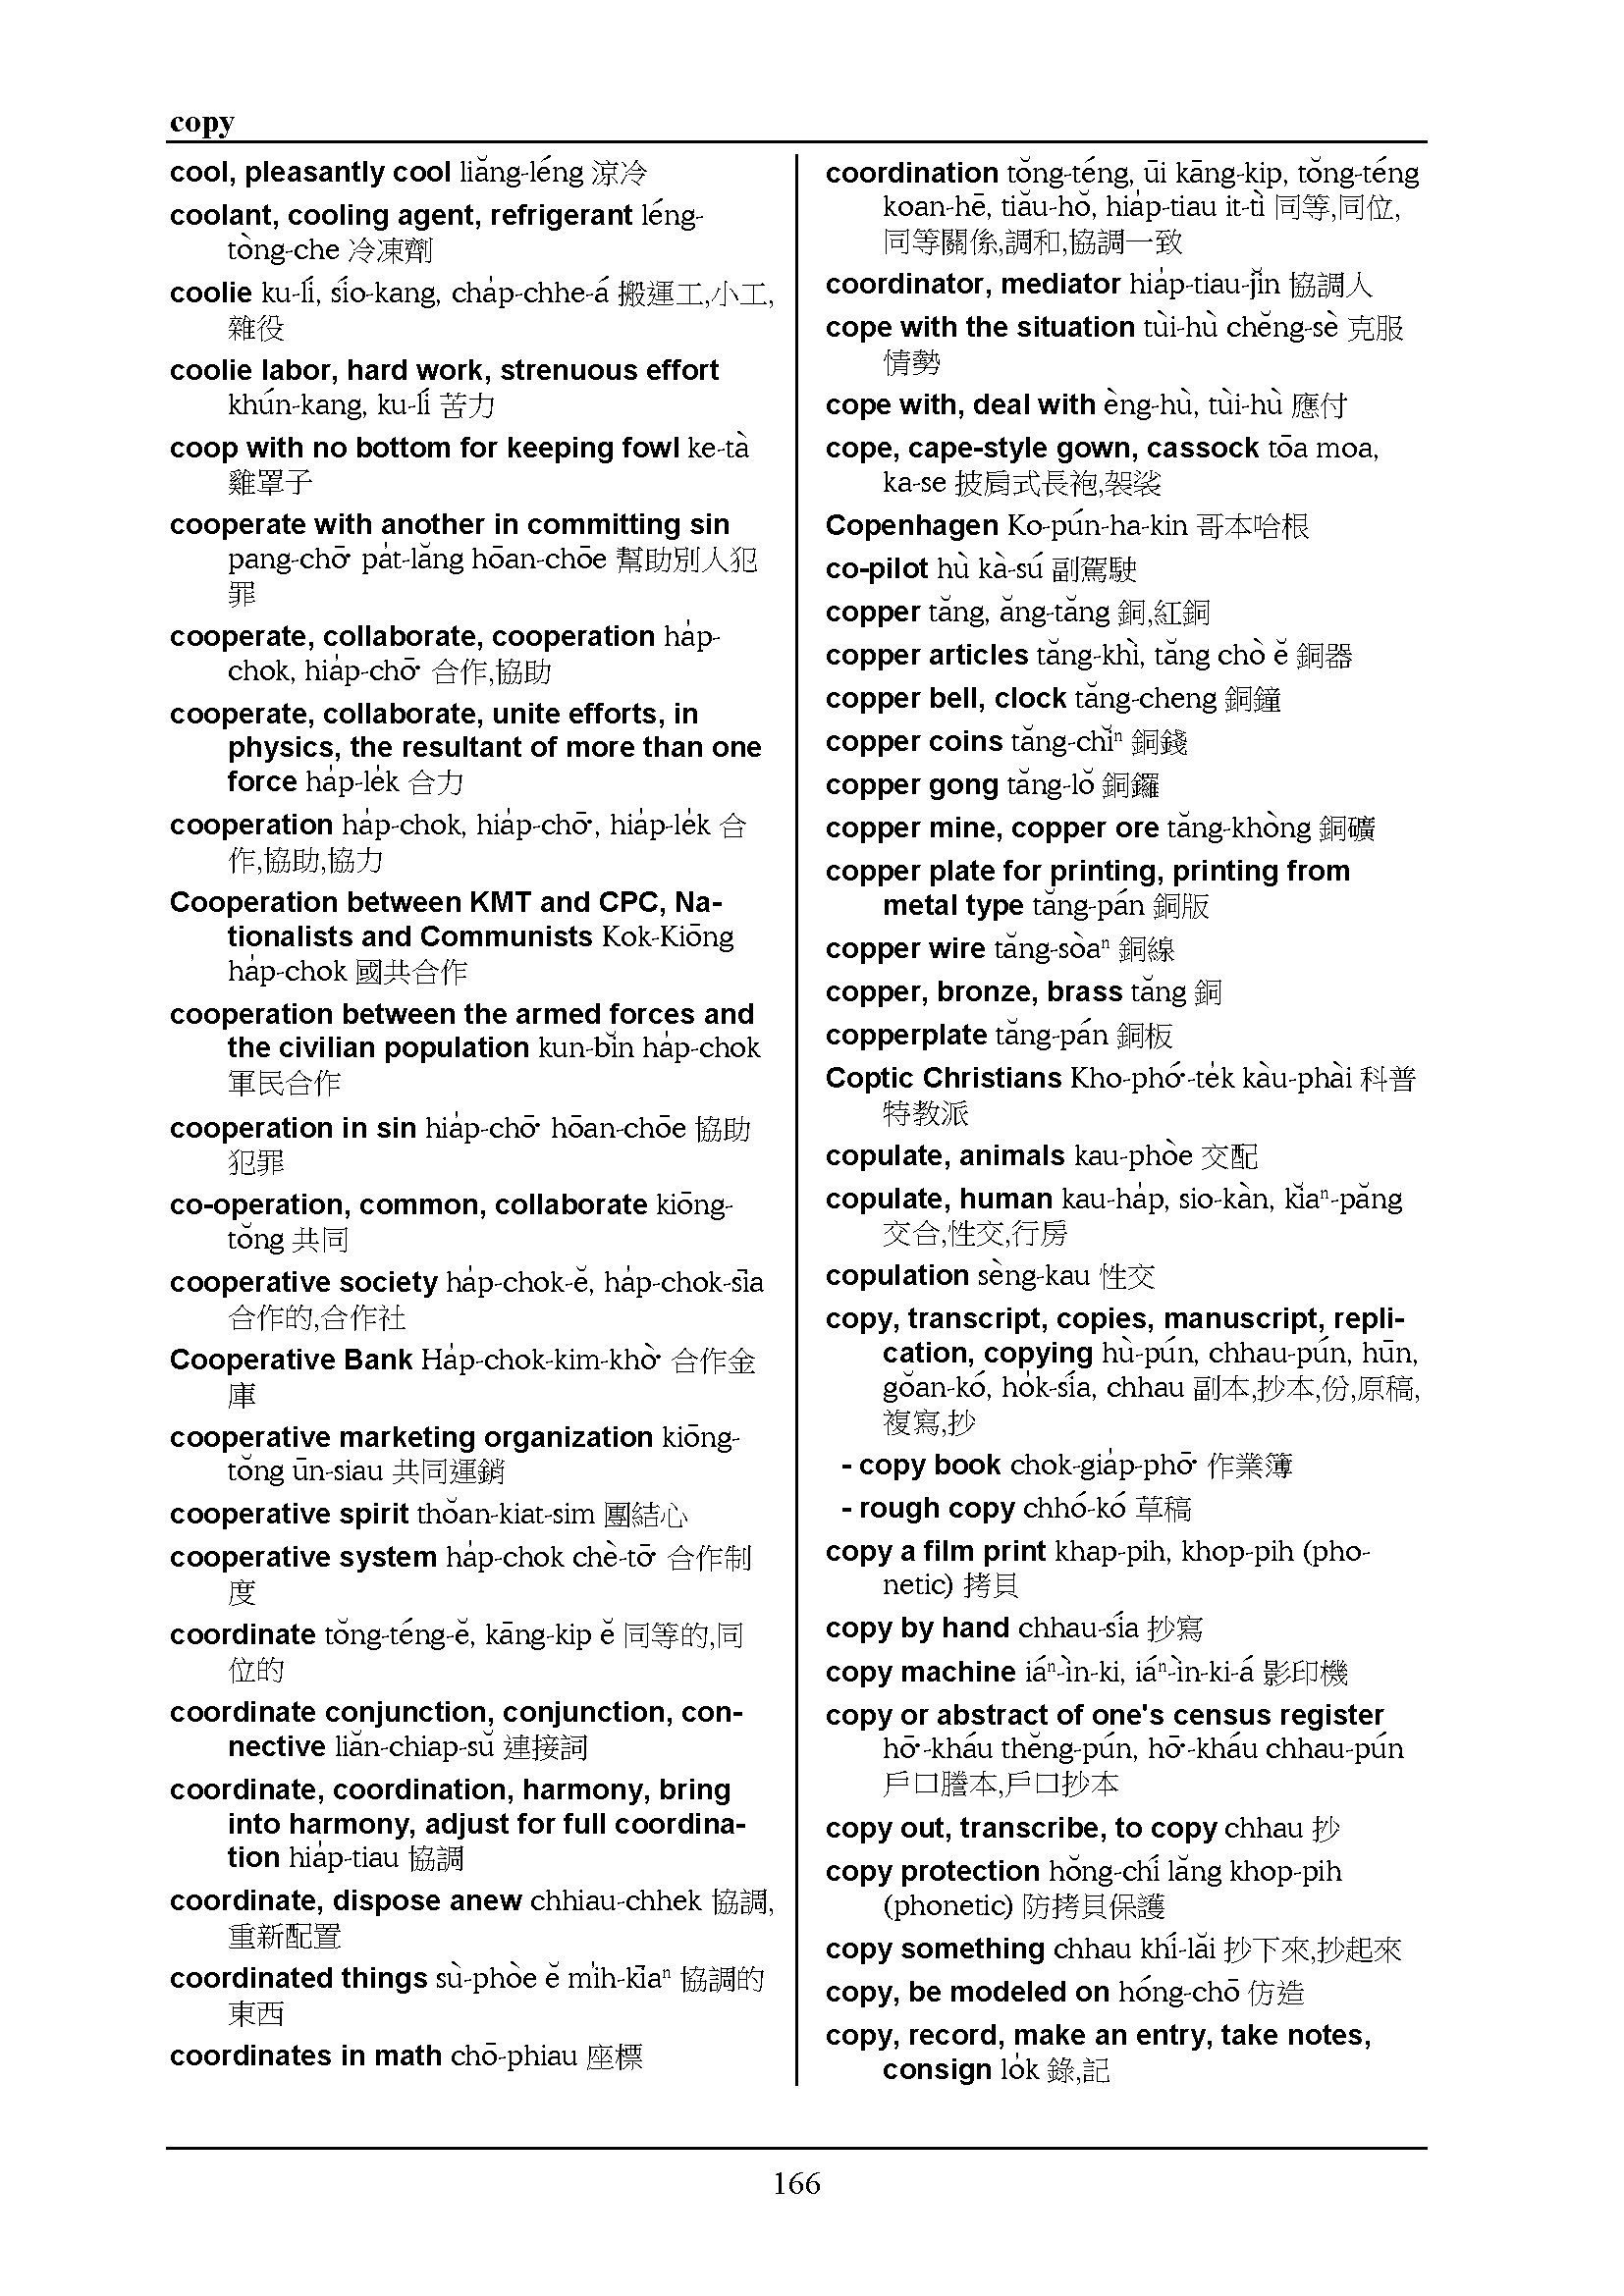 copy
cool, pleasantly cool liăng-léng 涼冷
coolant, cooling agent, refrigerant léng-
tòng-che 冷凍劑
coolie ku-lí, sío-kang, cha̍p-chhe-á 搬運工,小工,
雜役
coolie labor, hard work, strenuous effort
khún-kang, ku-lí 苦力
coop with no bottom for keeping fowl ke-tà
雞罩子
cooperate with another in committing sin
pang-chō͘ pa̍t-lăng hōan-chōe 幫助別人犯
罪
cooperate, collaborate, cooperation ha̍p-
chok, hia̍p-chō͘ 合作,協助
cooperate, collaborate, unite efforts, in
physics, the resultant of more than one
force ha̍p-le̍k 合力
cooperation ha̍p-chok, hia̍p-chō͘, hia̍p-le̍k 合
作,協助,協力
Cooperation between KMT and CPC, Na-
tionalists and Communists Kok-Kiōng
ha̍p-chok 國共合作
cooperation between the armed forces and
the civilian population kun-bĭn ha̍p-chok
軍民合作
cooperation in sin hia̍p-chō͘ hōan-chōe 協助
犯罪
co-operation, common, collaborate kiōng-
tŏng 共同
cooperative society ha̍p-chok-ĕ, ha̍p-chok-sīa
合作的,合作社
Cooperative Bank Ha̍p-chok-kim-khò͘ 合作金
庫
cooperative marketing organization kiōng-
tŏng ūn-siau 共同運銷
cooperative spirit thŏan-kiat-sim 團結心
cooperative system ha̍p-chok chè-tō͘ 合作制
度
coordinate tŏng-téng-ĕ, kāng-kip ĕ 同等的,同
位的
coordinate conjunction, conjunction, con-
nective liăn-chiap-sŭ 連接詞
coordinate, coordination, harmony, bring
into harmony, adjust for full coordina-
tion hia̍p-tiau 協調
coordinate, dispose anew chhiau-chhek 協調,
重新配置
coordinated things sù-phòe ĕ mi̍h-kīaⁿ 協調的
東西
coordinates in math chō-phiau 座標
coordination tŏng-téng, ūi kāng-kip, tŏng-téng
koan-hē, tiău-hŏ, hia̍p-tiau it-tì 同等,同位,
同等關係,調和,協調一致
coordinator, mediator hia̍p-tiau-jĭn 協調人
cope with the situation tùi-hù chĕng-sè 克服
情勢
cope with, deal with èng-hù, tùi-hù 應付
cope, cape-style gown, cassock tōa moa,
ka-se 披肩式長袍,袈裟
Copenhagen Ko-pún-ha-kin 哥本哈根
co-pilot hù kà-sú 副駕駛
copper tăng, ăng-tăng 銅,紅銅
copper articles tăng-khì, tăng chò ĕ 銅器
copper bell, clock tăng-cheng 銅鐘
copper coins tăng-chĭⁿ 銅錢
copper gong tăng-lŏ 銅鑼
copper mine, copper ore tăng-khòng 銅礦
copper plate for printing, printing from
metal type tăng-pán 銅版
copper wire tăng-sòaⁿ 銅線
copper, bronze, brass tăng 銅
copperplate tăng-pán 銅板
Coptic Christians Kho-phó͘-te̍k kàu-phài 科普
特教派
copulate, animals kau-phòe 交配
copulate, human kau-ha̍p, sio-kàn, kĭaⁿ-păng
交合,性交,行房
copulation sèng-kau 性交
copy, transcript, copies, manuscript, repli-
cation, copying hù-pún, chhau-pún, hūn,
gŏan-kó, ho̍k-sía, chhau 副本,抄本,份,原稿,
複寫,抄
- copy book chok-gia̍p-phō͘ 作業簿
- rough copy chhó-kó 草稿
copy a film print khap-pih, khop-pih (pho-
netic) 拷貝
copy by hand chhau-sía 抄寫
copy machine iáⁿ-ìn-ki, iáⁿ-ìn-ki-á 影印機
copy or abstract of one's census register
hō͘-kháu thĕng-pún, hō͘-kháu chhau-pún
戶口謄本,戶口抄本
copy out, transcribe, to copy chhau 抄
copy protection hŏng-chí lăng khop-pih
(phonetic) 防拷貝保護
copy something chhau khí-lăi 抄下來,抄起來
copy, be modeled on hóng-chō 仿造
copy, record, make an entry, take notes,
consign lo̍k 錄,記
166